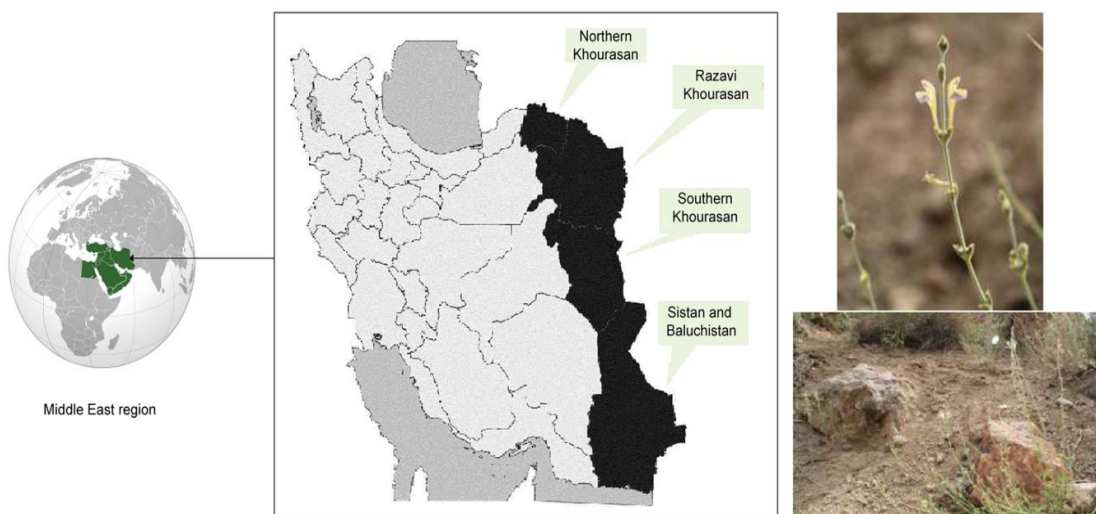 Northern
Khourasan
Razavi
Khourasan
Southern
Khourasan
Sistan and
Baluchistan
Middle East region